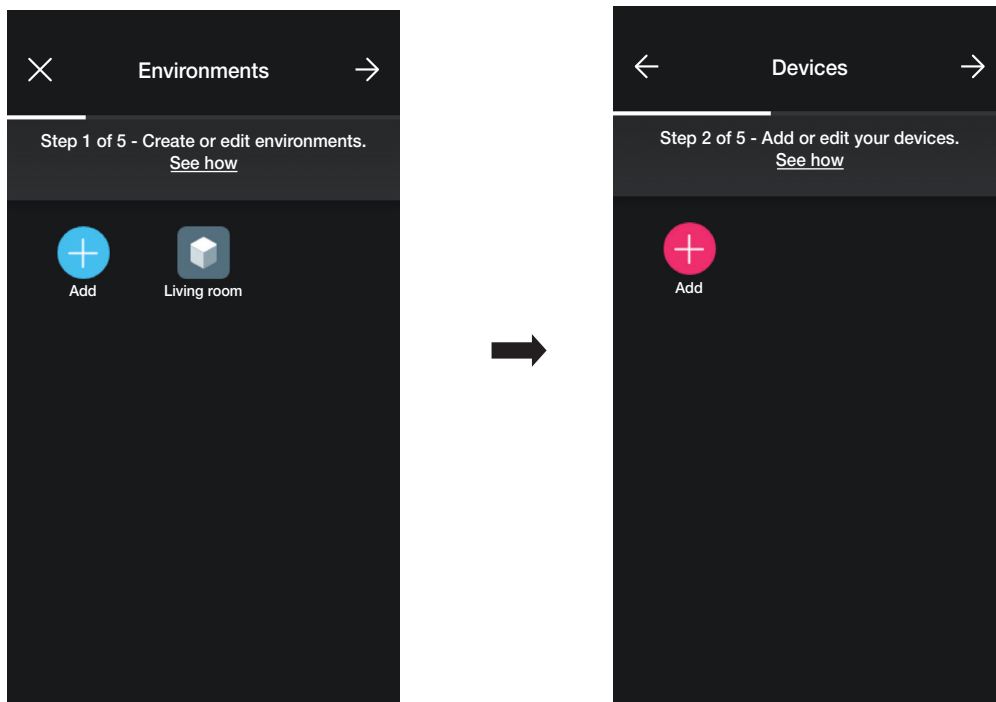 Environments
Step 1 of 5 - Create or edit environments.
See how
Add
Living room
Devices
Step 2 of 5 - Add or edit your devices.
See how
Add